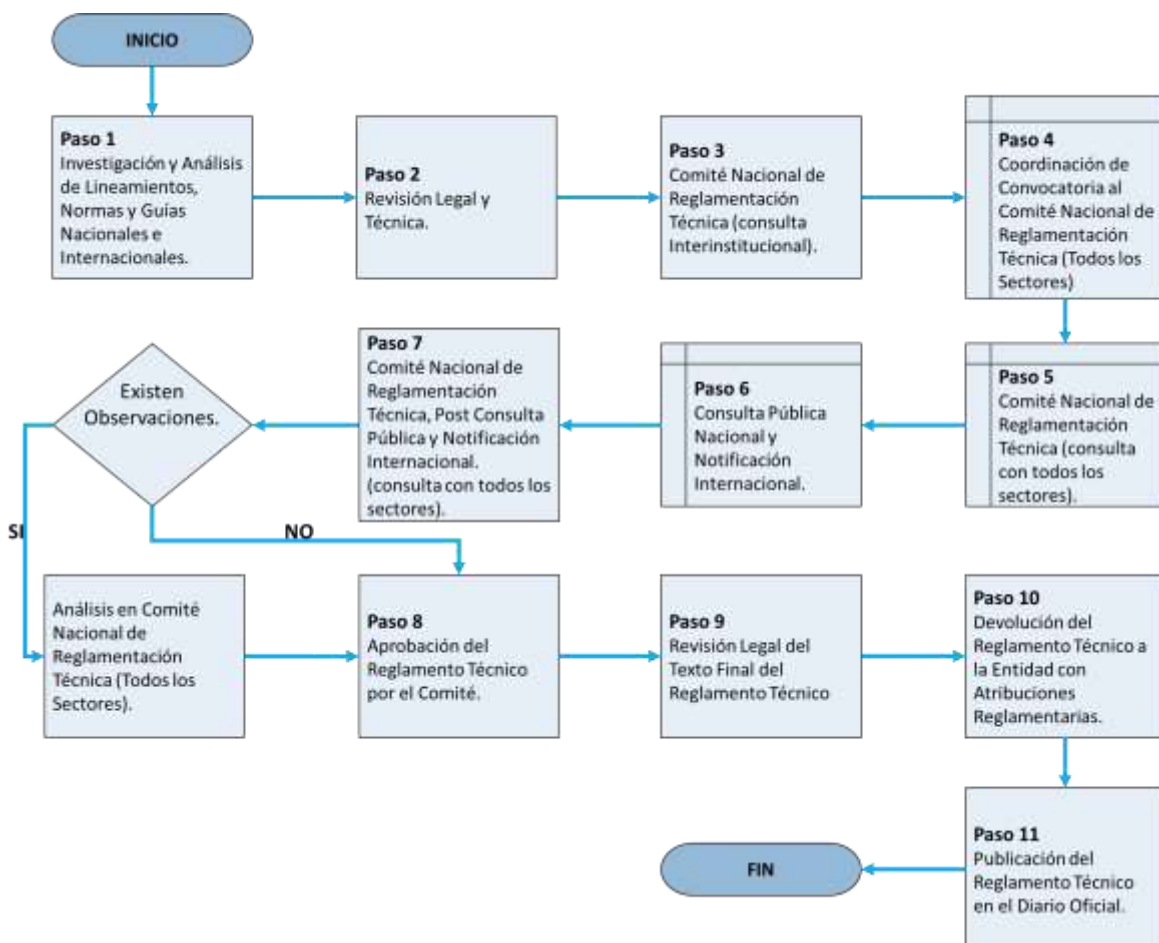 INICIO
Paso 1
Investigación y Análisis
de Lineamientos,
Normas y Guías
Nacionales e
Internacionales.
Paso 2
Revisión Legal y
Técnica.
Paso 3
Comité Nacional de
Reglamentación
Técnica (consulta
Interinstitucional).
Paso 4
Coordinación de
Convocatoria al
Comité Nacional de
Reglamentación
Técnica (Todos los
Sectores)
Paso 5
Comité Nacional de
Reglamentación
Técnica (consulta
con todos los
sectores).
Paso 6
Consulta Pública
Nacional y
Notificación
Internacional.
Paso 7
Comité Nacional de
Reglamentación
Técnica, Post Consulta
Pública y Notificación
Internacional.
(consulta con todos los
sectores).
Existen
Observaciones.
SI
NO
Análisis en Comité
Nacional de
Reglamentación
Técnica (Todos los
Sectores).
Paso 8
Aprobación del
Reglamento Técnico
por el Comité.
Paso 9
Revisión Legal del
Texto Final del
Reglamento Técnico
Paso 10
Devolución del
Reglamento Técnico a
la Entidad con
Atribuciones
Reglamentarias.
Paso 11
Publicación del
Reglamento Técnico
en el Diario Oficial.
FIN